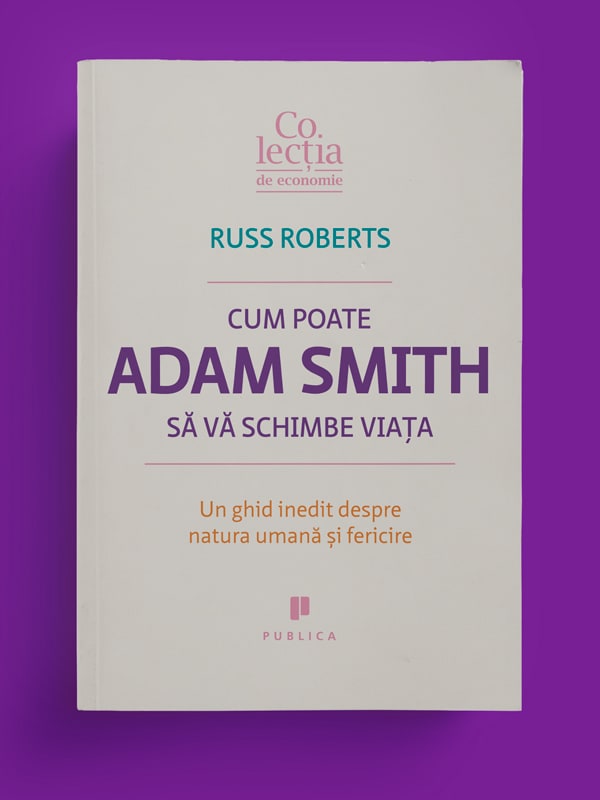 Co.
lecția
de economie
RUSS ROBERTS
CUM POATE
ADAM SMITH
SĂ VĂ SCHIMBE VIAȚA
Un ghid inedit despre
natura umană și fericire
PUBLICA